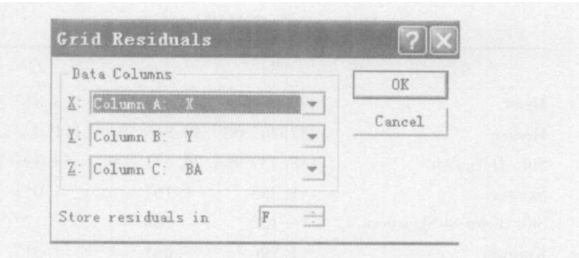 Grid Residuals
Data Columns
X: Column A: X
Y: Column B: Y
Z: Column C: BA
Store residuals in F
OK
Cancel